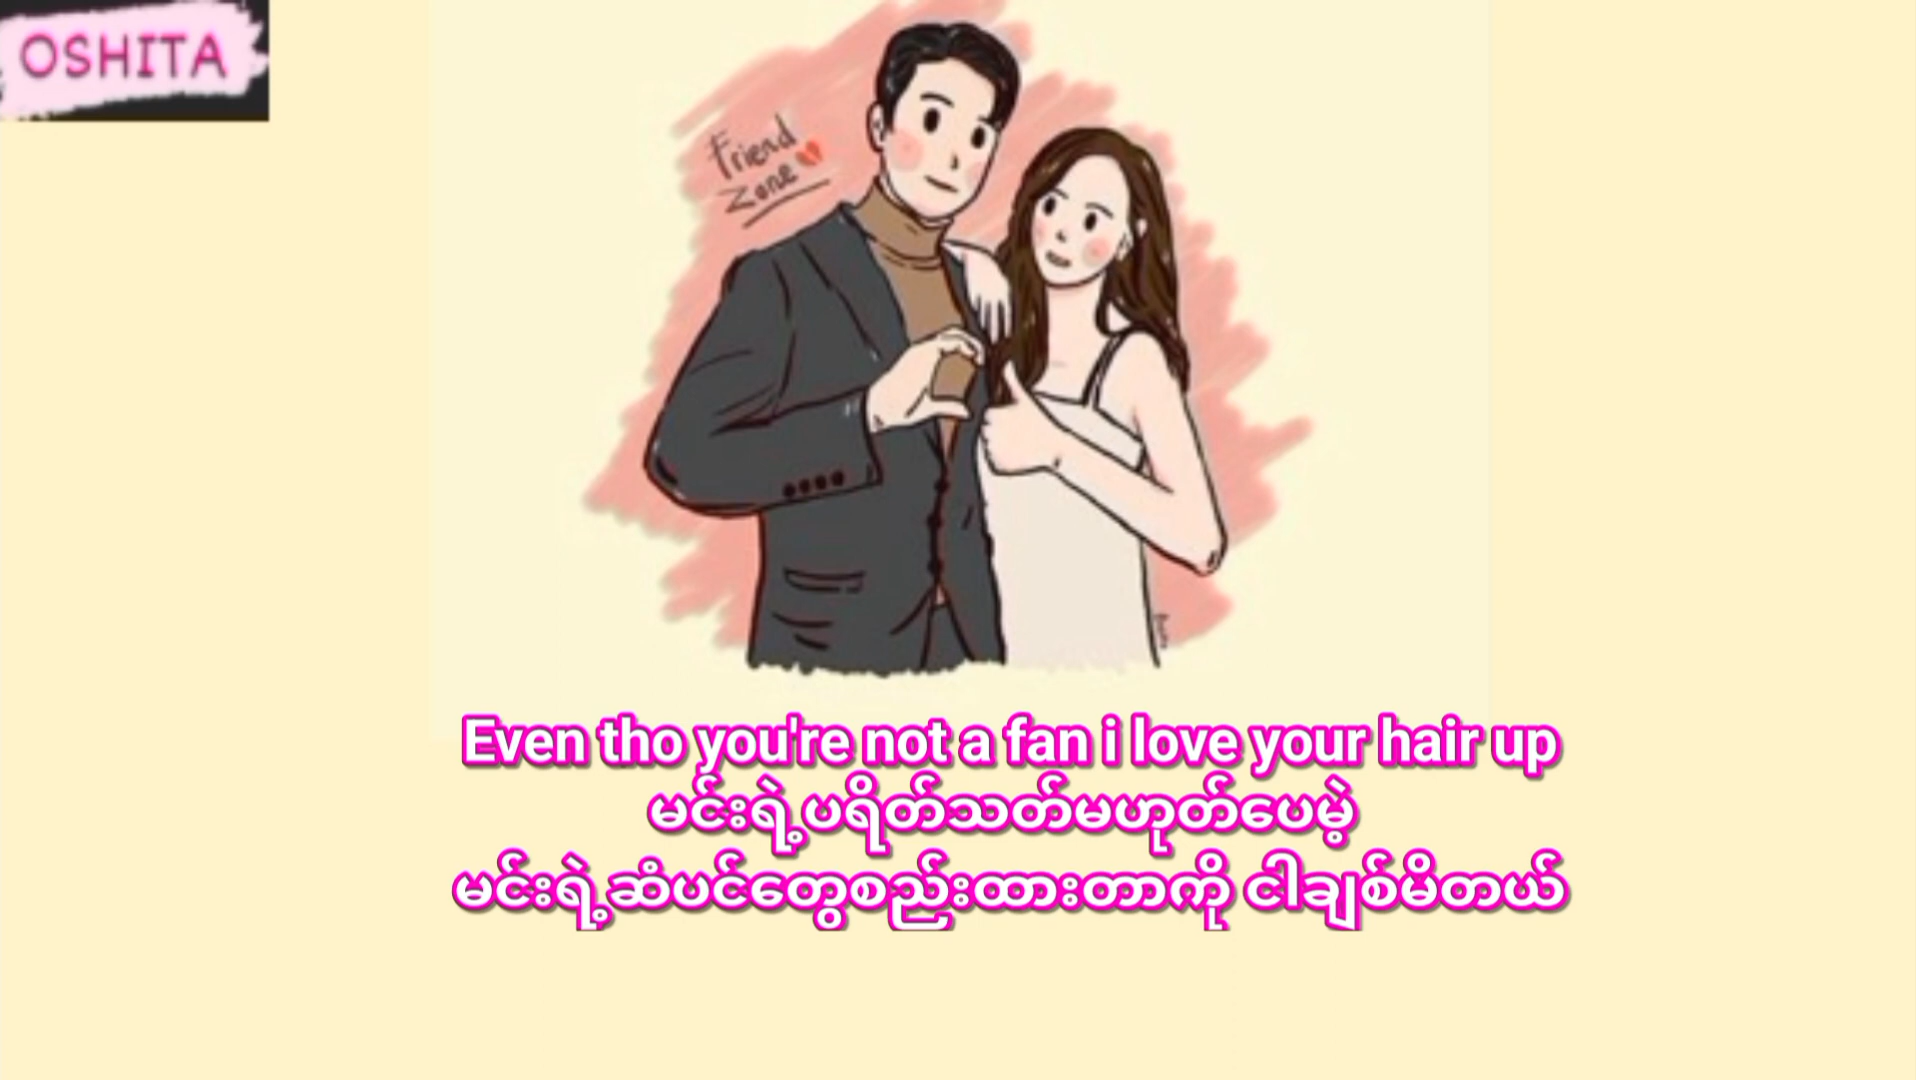 OSHITA
Friend
Zone
Even tho you're not a fan i love your hair up
မင်းရဲ့ပရိတ်သတ်မဟုတ်ပေမဲ့
မင်းရဲ့ဆံပင်တွေစည်းထားတာကို ငါချစ်မိတယ်